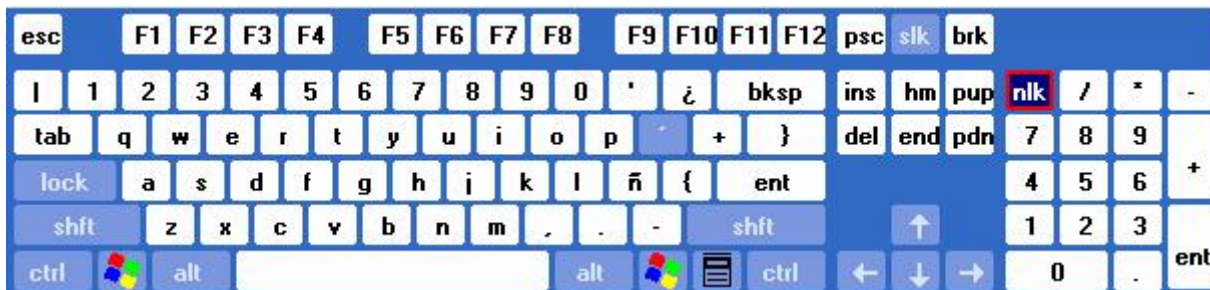 esc F1 F2 F3 F4 F5 F6 F7 F8 F9 F10 F11 F12 psc slk brk
| 1 2 3 4 5 6 7 8 9 0 ' ¿ bksp ins hm pup nlk / * -
tab q w e r t y u i o p ´ + } del end pdn 7 8 9 +
lock a s d f g h j k l ñ { ent 4 5 6
shft z x c v b n m , . - shft ↑ 1 2 3 ent
ctrl alt alt ctrl ← ↓ → 0 .